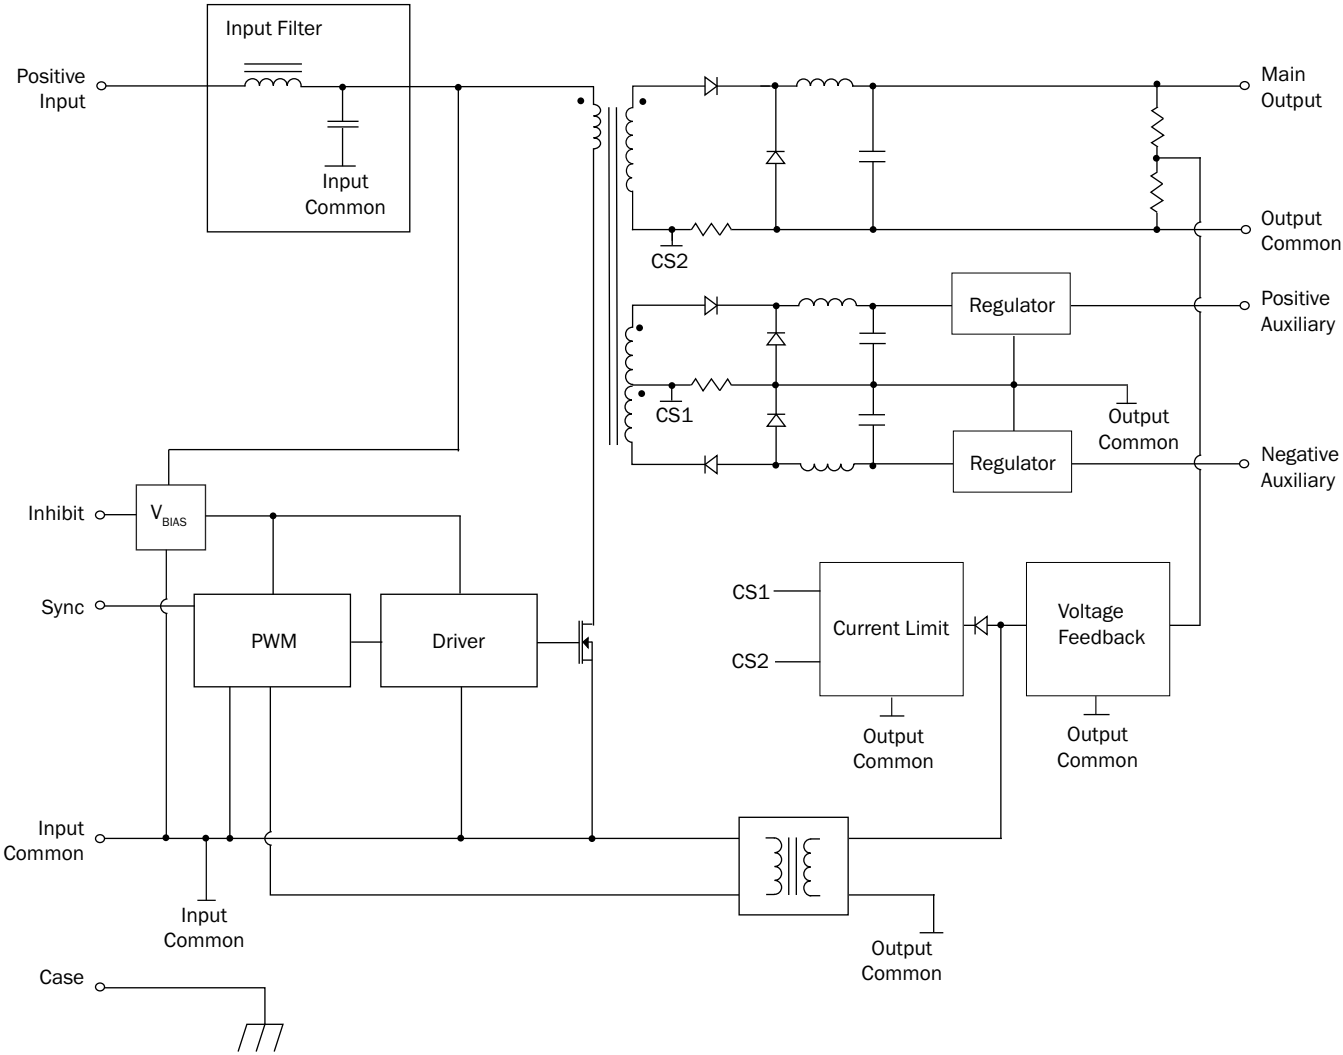 Input Filter
Positive
Input
Input
Common
Main
Output
Output
Common
CS2
Positive
Auxiliary
Regulator
CS1
Output
Common
Regulator
Negative
Auxiliary
Inhibit
VBIAS
Sync
PWM
Driver
CS1
CS2
Current Limit
Voltage
Feedback
Output
Common
Output
Common
Input
Common
Input
Common
Output
Common
Case